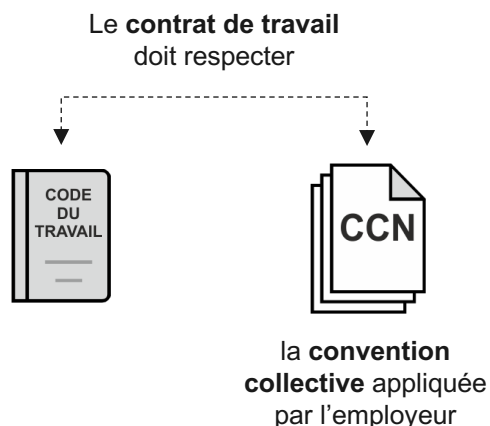 Le contrat de travail
doit respecter
CODE
DU
TRAVAIL
CCN
la convention
collective appliquée
par l’employeur